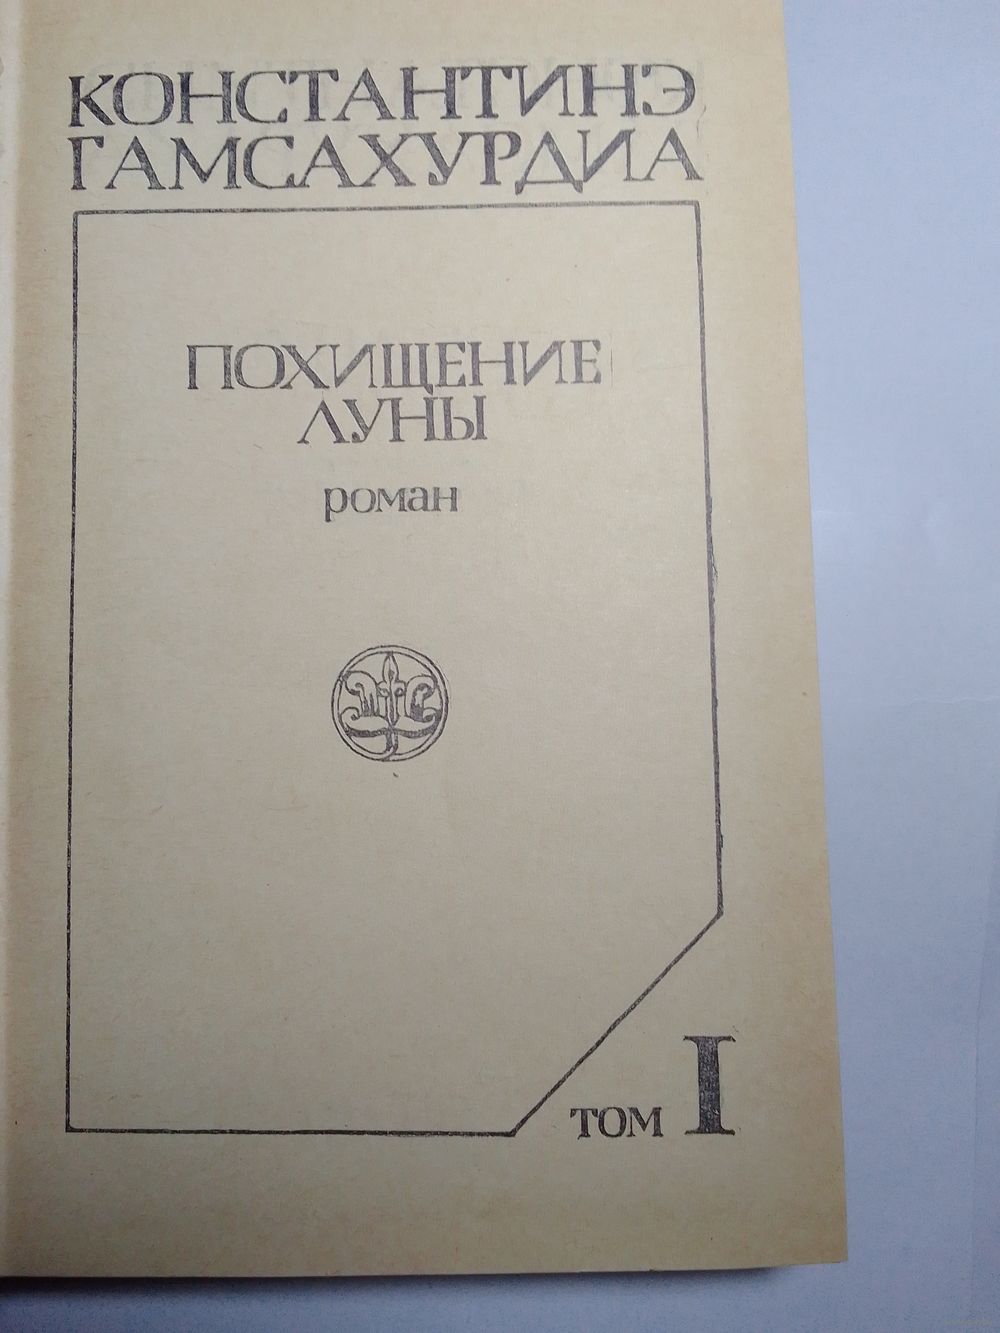 КОНСТАНТИНЭ
ГАМСАХУРДИА
ПОХИЩЕНИЕ
ЛУНЫ
роман
том I